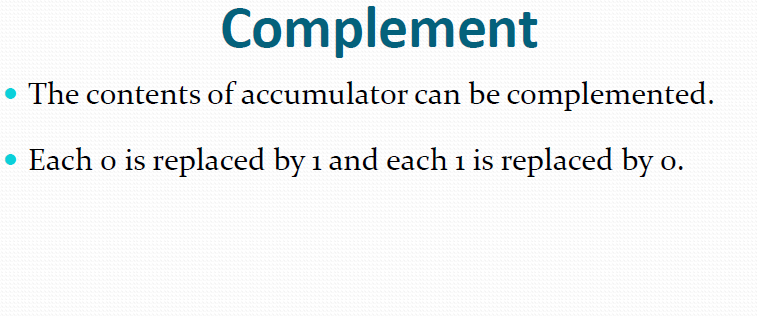 Complement
• The contents of accumulator can be complemented.
• Each 0 is replaced by 1 and each 1 is replaced by 0.